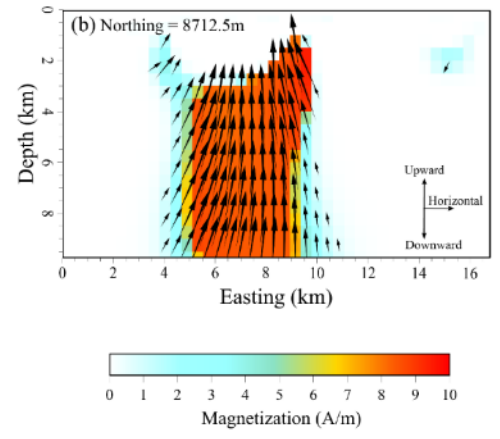 (b) Northing = 8712.5m
0
2
4
6
8
Depth (km)
Upward
Horizontal
Downward
0 2 4 6 8 10 12 14 16
Easting (km)
0 1 2 3 4 5 6 7 8 9 10
Magnetization (A/m)